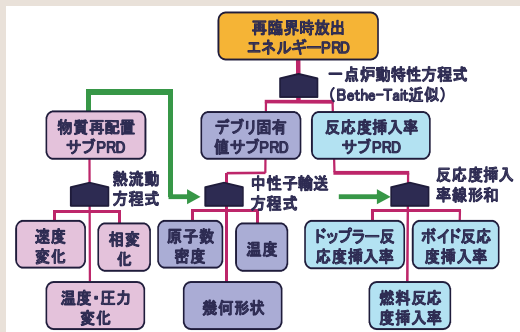 再臨界時放出
エネルギーPRD
一点炉動特性方程式
(Bethe-Tait近似)
物質再配置
サブPRD
デブリ固有
値サブPRD
反応度挿入率
サブPRD
熱流動
方程式
中性子輸送
方程式
反応度挿入
率線形和
速度
変化
相変
化
原子数
密度
温度
ドップラー反
応度挿入率
ボイド反応
度挿入率
温度・圧力
変化
幾何形状
燃料反応
度挿入率